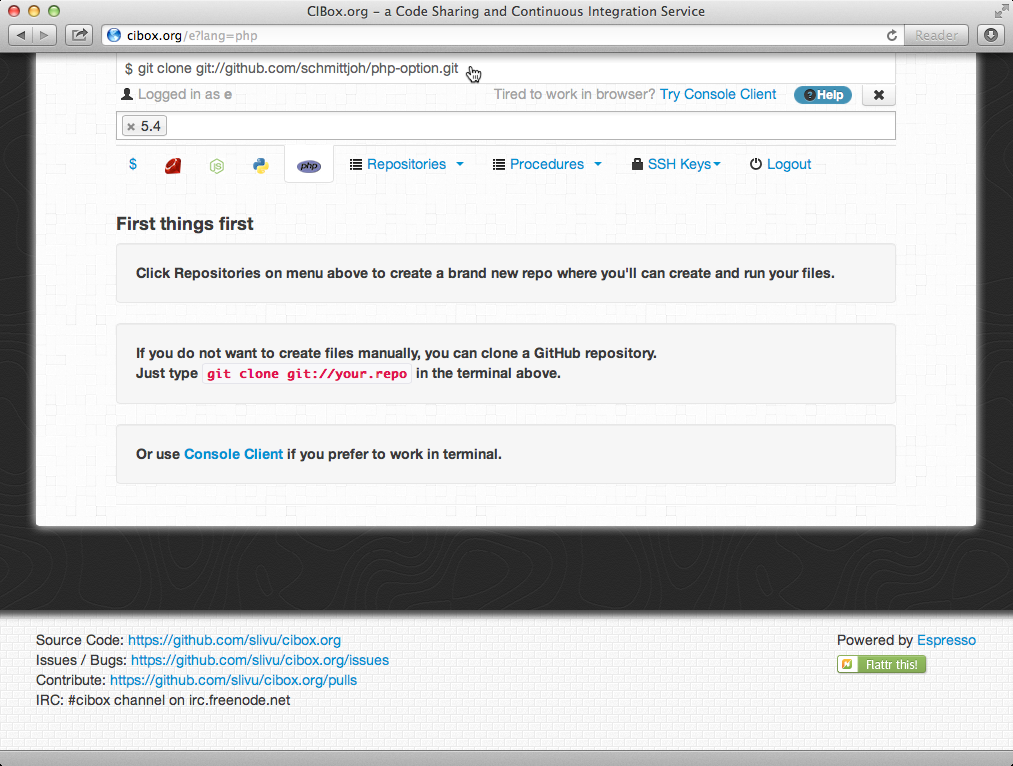 CIBox.org – a Code Sharing and Continuous Integration Service
cibox.org/e?lang=php
Reader
$ git clone git://github.com/schmittjoh/php-option.git
Logged in as e
Tired to work in browser? Try Console Client
Help
5.4
$
php
Repositories
Procedures
SSH Keys
Logout
First things first
Click Repositories on menu above to create a brand new repo where you'll can create and run your files.
If you do not want to create files manually, you can clone a GitHub repository.
Just type git clone git://your.repo in the terminal above.
Or use Console Client if you prefer to work in terminal.
Source Code: https://github.com/slivu/cibox.org
Issues / Bugs: https://github.com/slivu/cibox.org/issues
Contribute: https://github.com/slivu/cibox.org/pulls
IRC: #cibox channel on irc.freenode.net
Powered by Espresso
Flattr this!